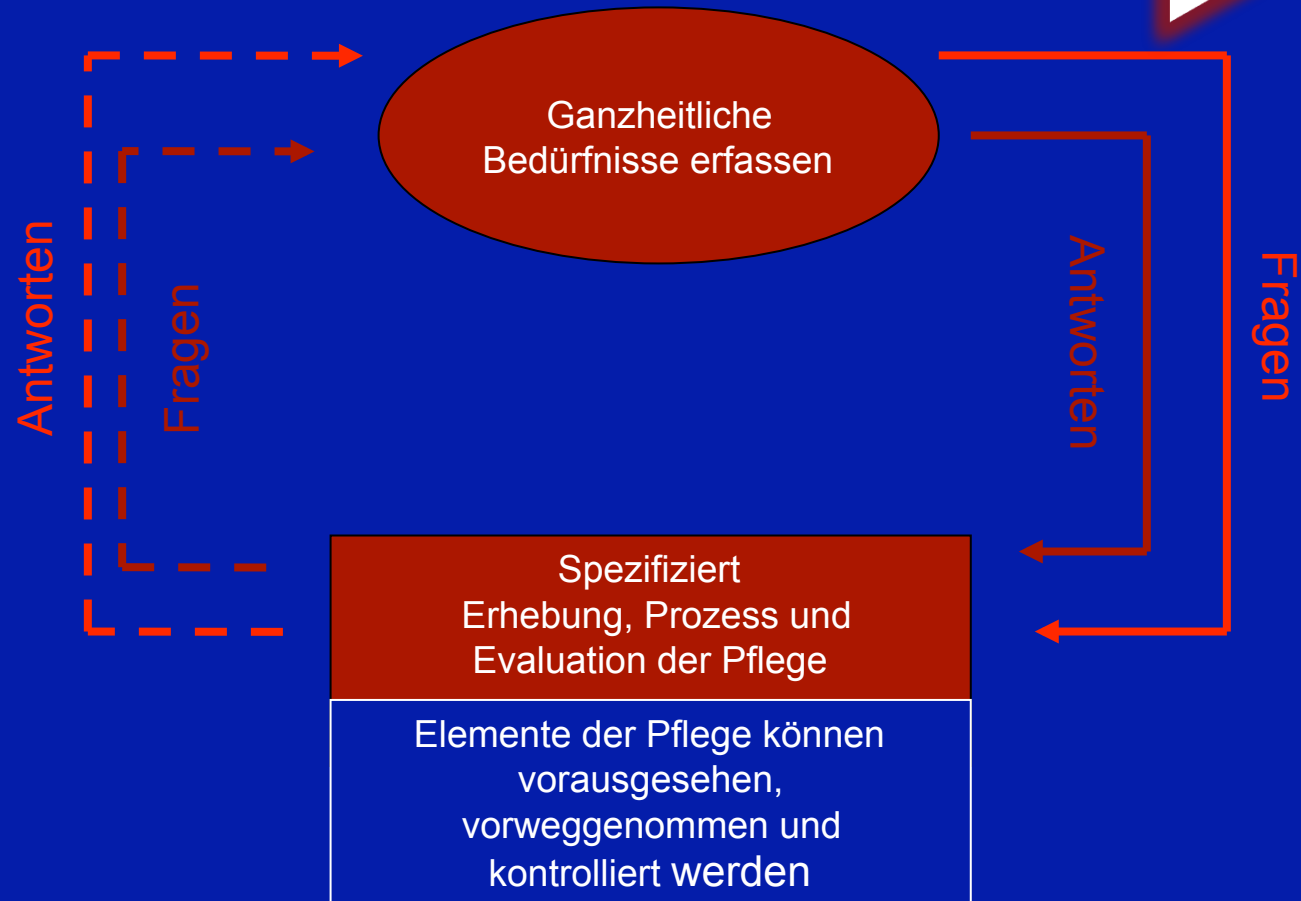 Ganzheitliche
Bedürfnisse erfassen
Antworten
Fragen
Antworten
Fragen
Spezifiziert
Erhebung, Prozess und
Evaluation der Pflege
Elemente der Pflege können
vorausgesehen,
vorweggenommen und
kontrolliert werden